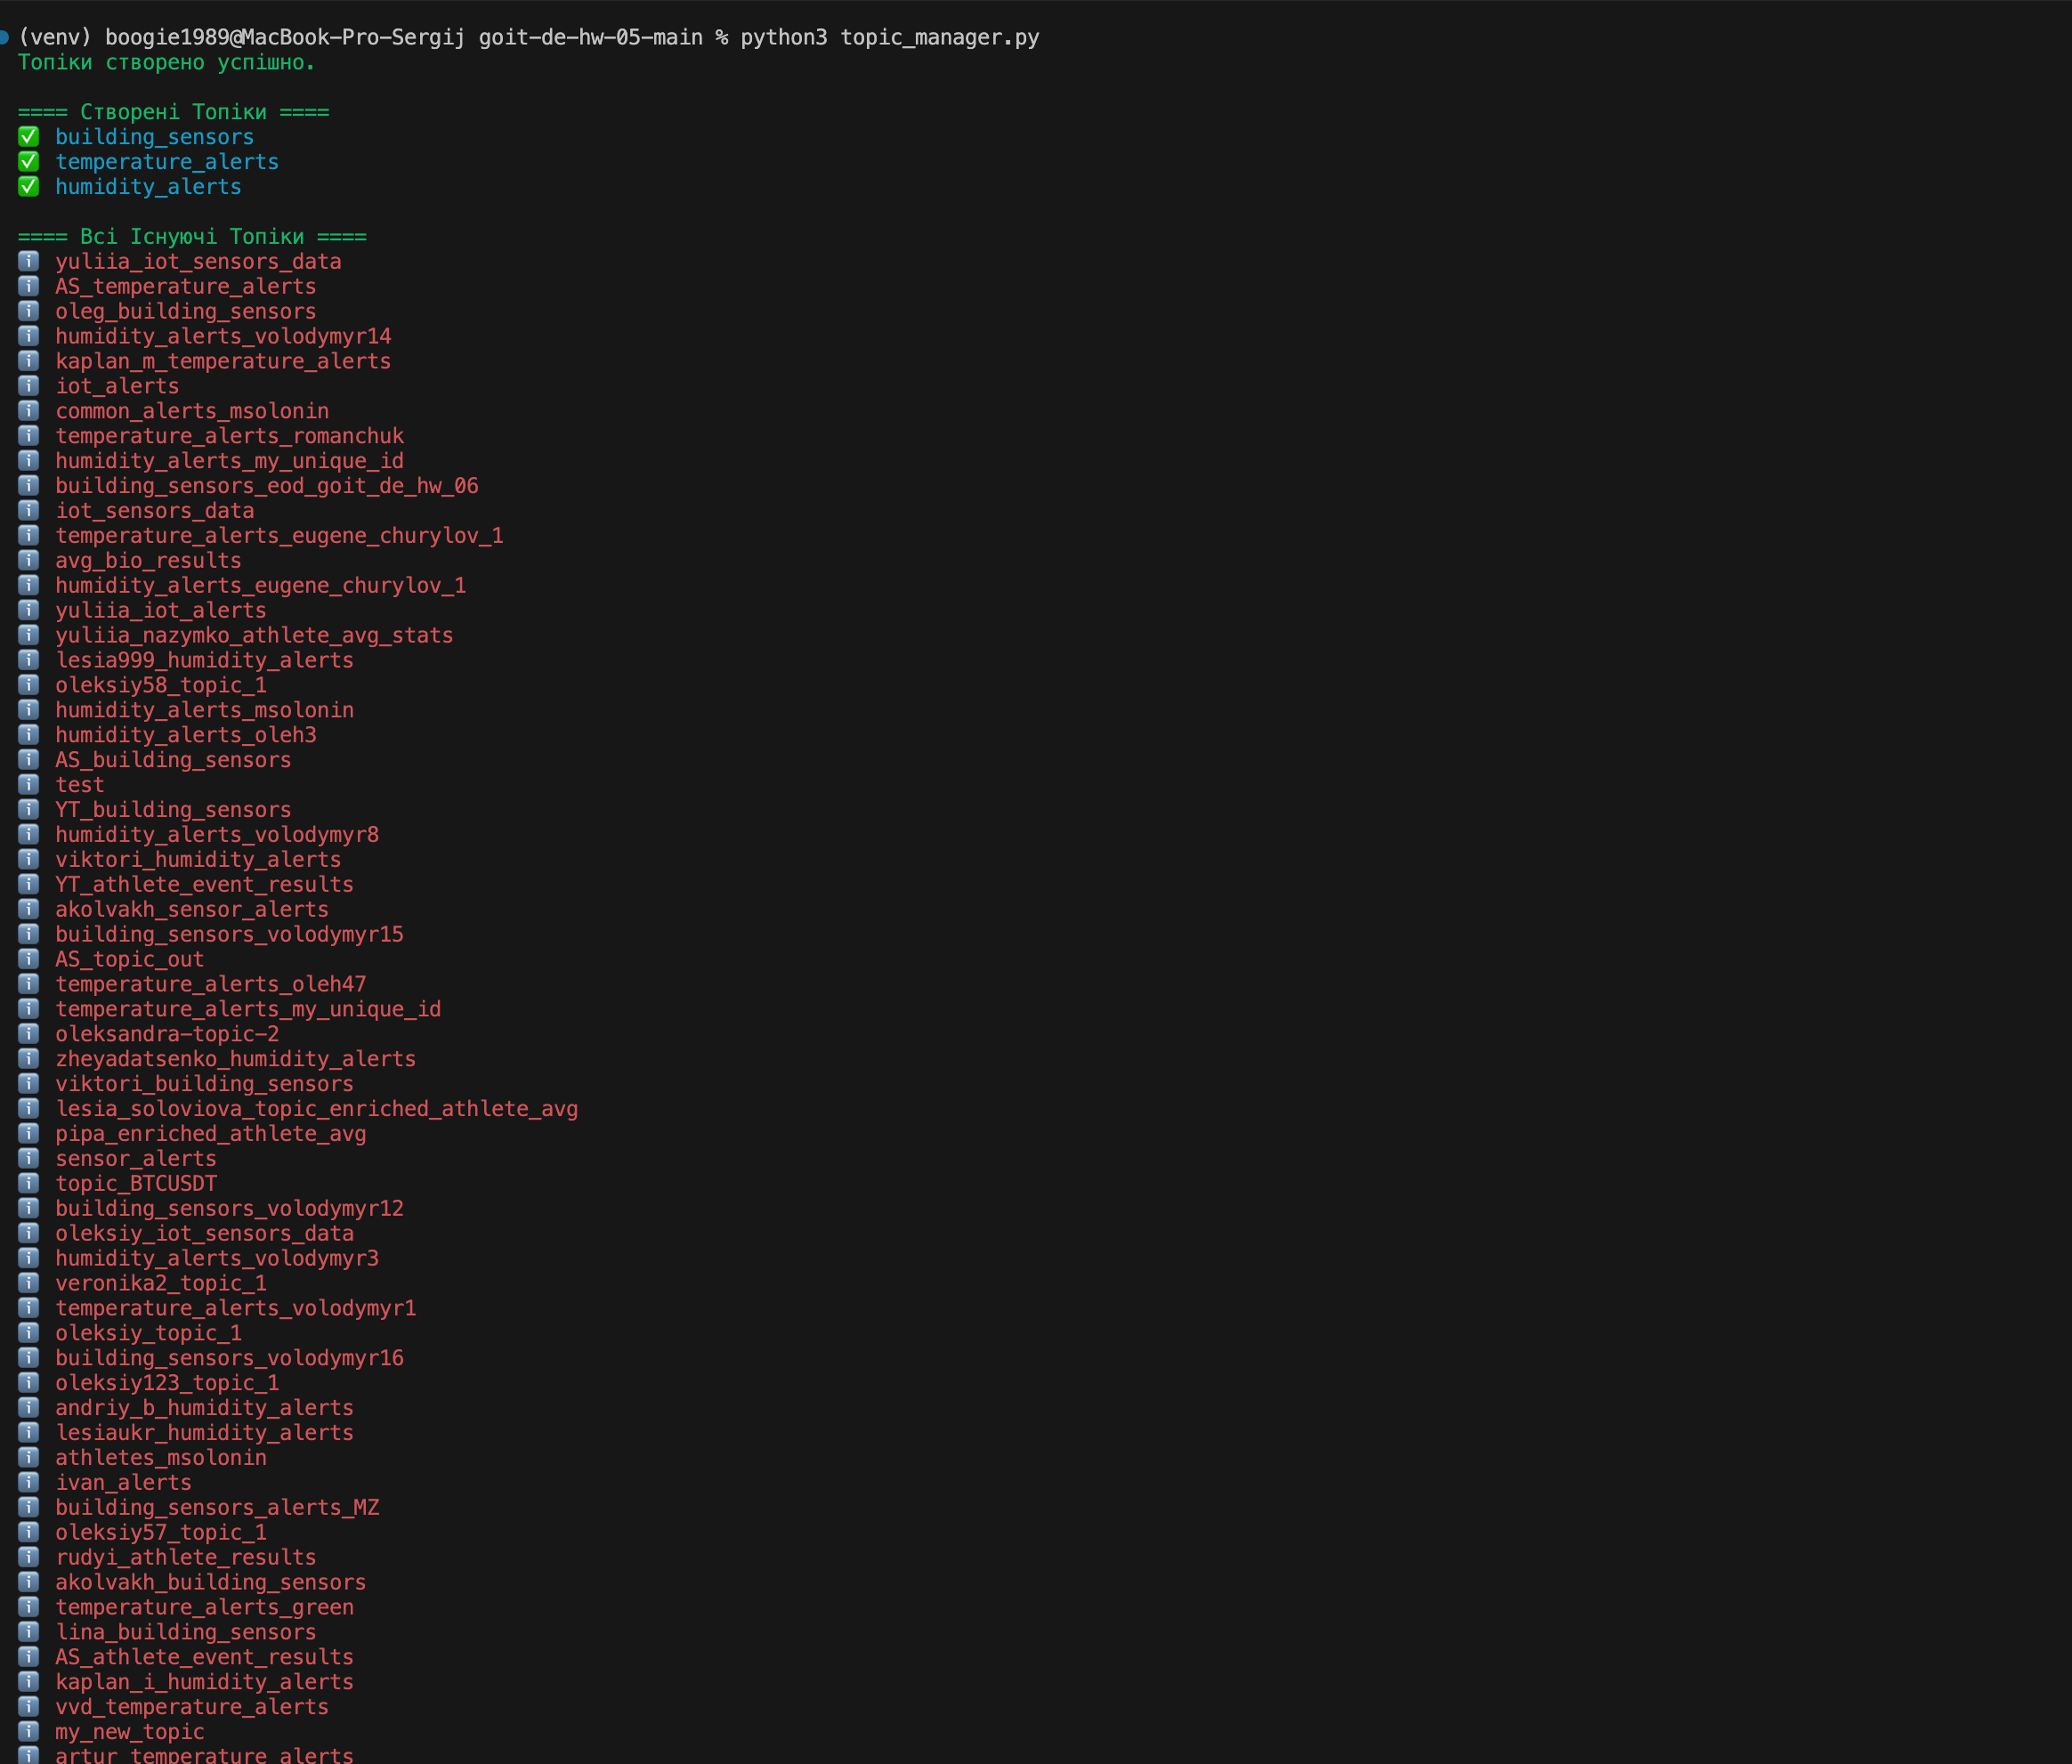 (venv) boogie1989@MacBook-Pro-Sergij goit-de-hw-05-main % python3 topic_manager.py
Топіки створено успішно.
==== Створені Топіки ====
✅ building_sensors
✅ temperature_alerts
✅ humidity_alerts
==== Всі Існуючі Топіки ====
ℹ️ yuliia_iot_sensors_data
ℹ️ AS_temperature_alerts
ℹ️ oleg_building_sensors
ℹ️ humidity_alerts_volodymyr14
ℹ️ kaplan_m_temperature_alerts
ℹ️ iot_alerts
ℹ️ common_alerts_msolonin
ℹ️ temperature_alerts_romanchuk
ℹ️ humidity_alerts_my_unique_id
ℹ️ building_sensors_eod_goit_de_hw_06
ℹ️ iot_sensors_data
ℹ️ temperature_alerts_eugene_churylov_1
ℹ️ avg_bio_results
ℹ️ humidity_alerts_eugene_churylov_1
ℹ️ yuliia_iot_alerts
ℹ️ yuliia_nazymko_athlete_avg_stats
ℹ️ lesia999_humidity_alerts
ℹ️ oleksiy58_topic_1
ℹ️ humidity_alerts_msolonin
ℹ️ humidity_alerts_oleh3
ℹ️ AS_building_sensors
ℹ️ test
ℹ️ YT_building_sensors
ℹ️ humidity_alerts_volodymyr8
ℹ️ viktori_humidity_alerts
ℹ️ YT_athlete_event_results
ℹ️ akolvakh_sensor_alerts
ℹ️ building_sensors_volodymyr15
ℹ️ AS_topic_out
ℹ️ temperature_alerts_oleh47
ℹ️ temperature_alerts_my_unique_id
ℹ️ oleksandra-topic-2
ℹ️ zheyadatsenko_humidity_alerts
ℹ️ viktori_building_sensors
ℹ️ lesia_soloviova_topic_enriched_athlete_avg
ℹ️ pipa_enriched_athlete_avg
ℹ️ sensor_alerts
ℹ️ topic_BTCUSDT
ℹ️ building_sensors_volodymyr12
ℹ️ oleksiy_iot_sensors_data
ℹ️ humidity_alerts_volodymyr3
ℹ️ veronika2_topic_1
ℹ️ temperature_alerts_volodymyr1
ℹ️ oleksiy_topic_1
ℹ️ building_sensors_volodymyr16
ℹ️ oleksiy123_topic_1
ℹ️ andriy_b_humidity_alerts
ℹ️ lesiaukr_humidity_alerts
ℹ️ athletes_msolonin
ℹ️ ivan_alerts
ℹ️ building_sensors_alerts_MZ
ℹ️ oleksiy57_topic_1
ℹ️ rudyi_athlete_results
ℹ️ akolvakh_building_sensors
ℹ️ temperature_alerts_green
ℹ️ lina_building_sensors
ℹ️ AS_athlete_event_results
ℹ️ kaplan_i_humidity_alerts
ℹ️ vvd_temperature_alerts
ℹ️ my_new_topic
ℹ️ artur_temperature_alerts